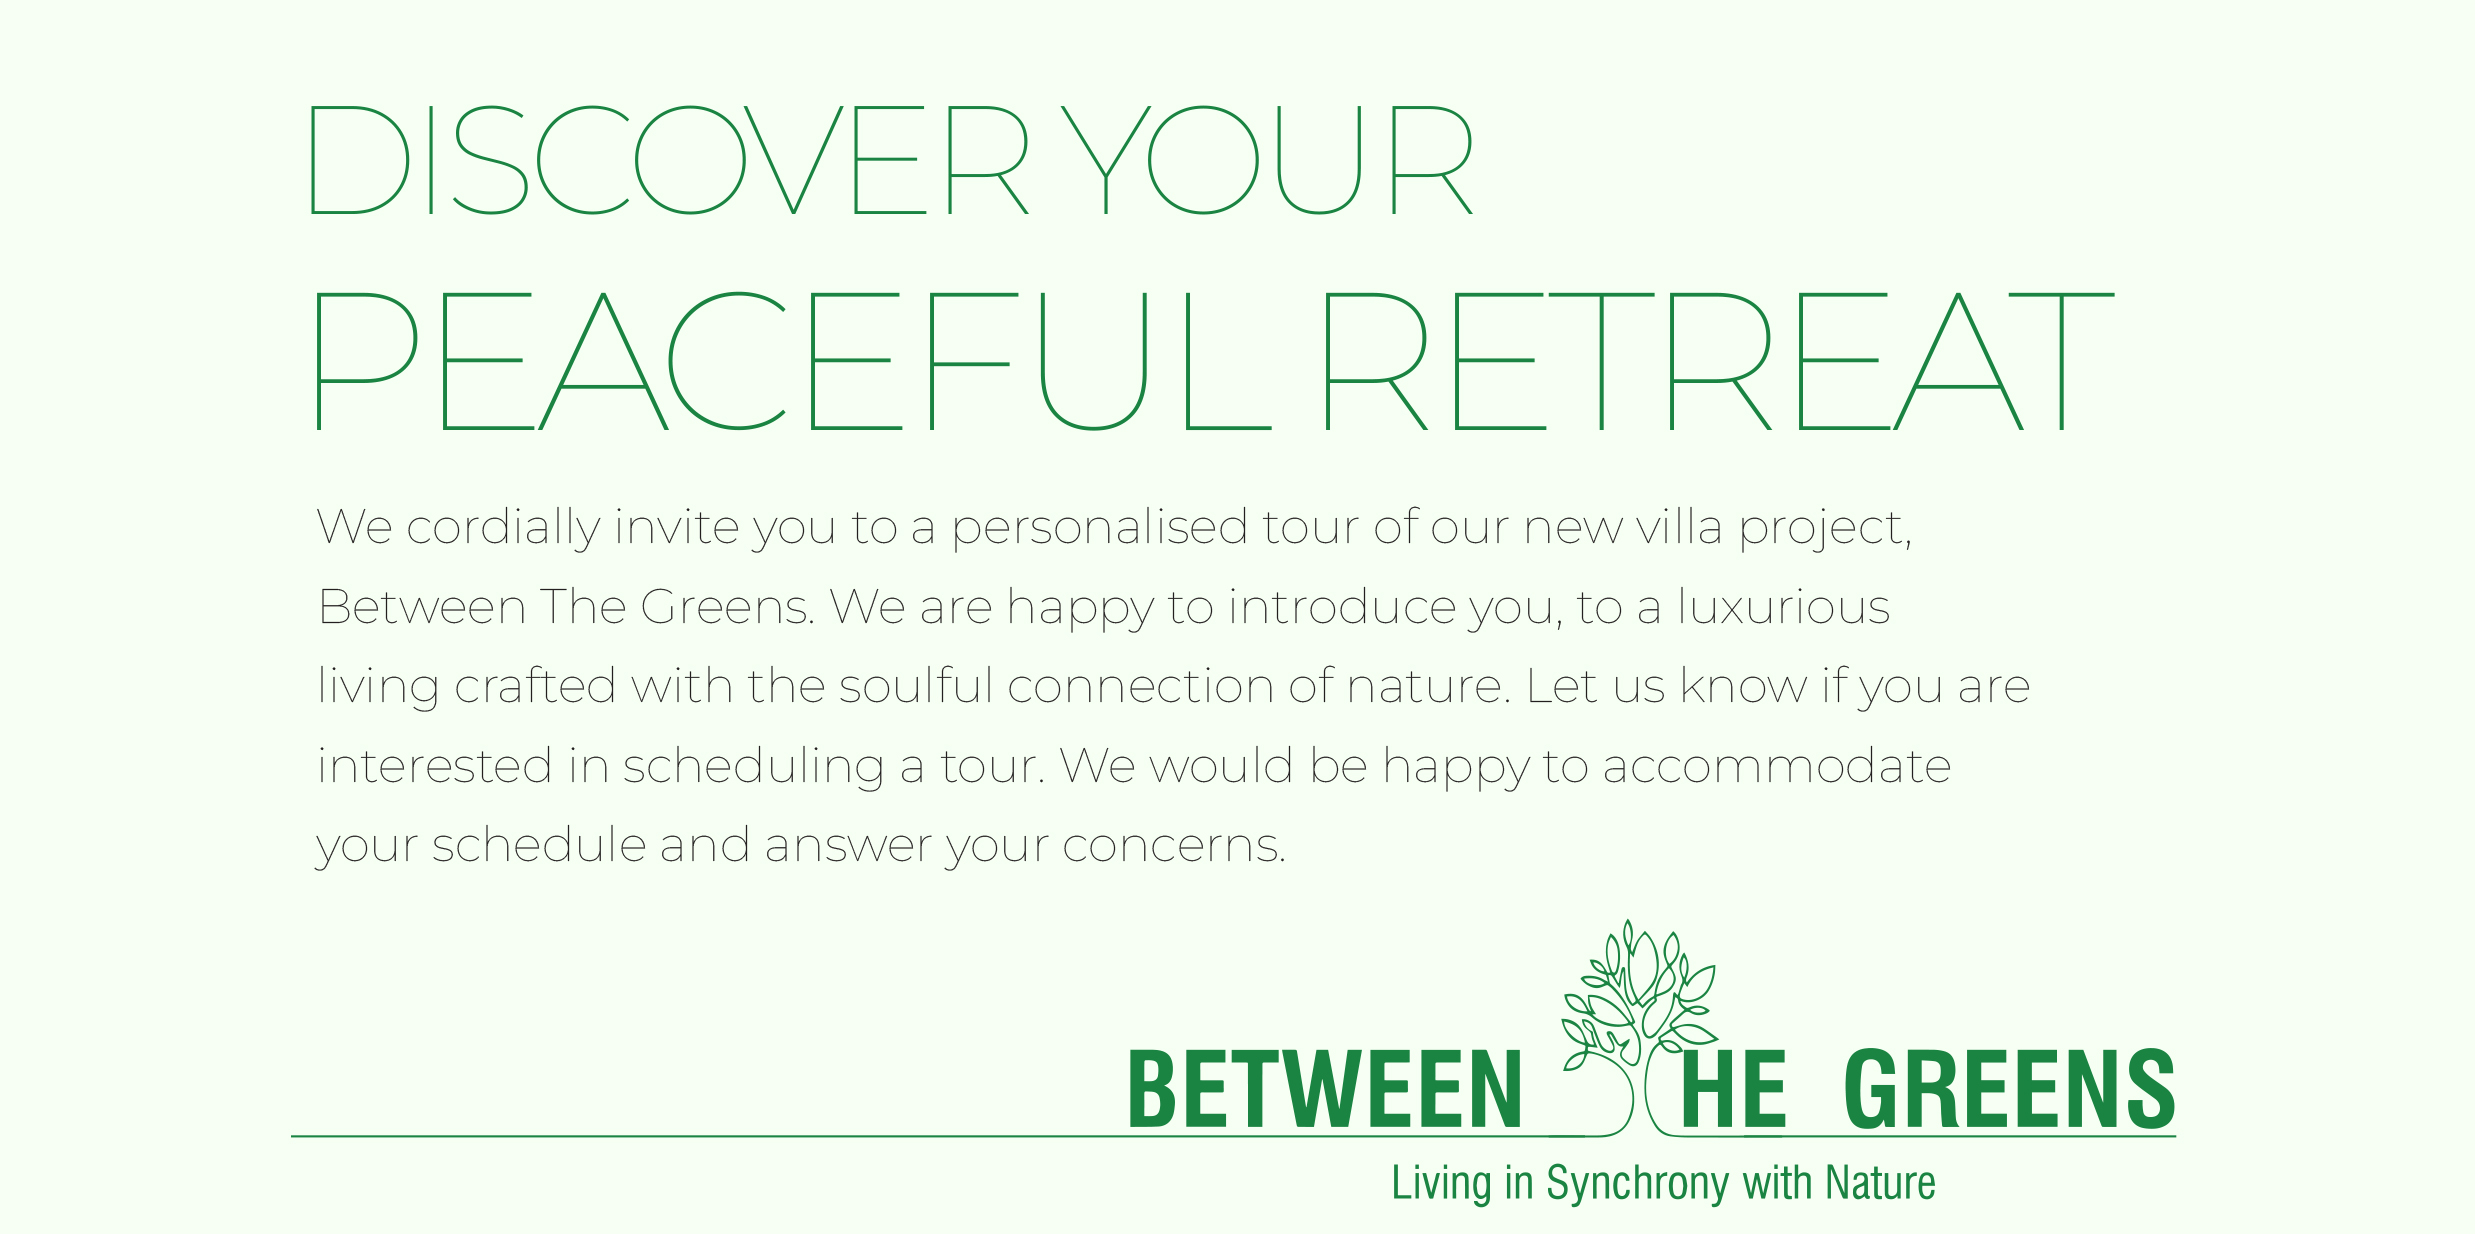 DISCOVER YOUR
PEACEFUL RETREAT
We cordially invite you to a personalised tour of our new villa project,
Between The Greens. We are happy to introduce you, to a luxurious
living crafted with the soulful connection of nature. Let us know if you are
interested in scheduling a tour. We would be happy to accommodate
your schedule and answer your concerns.
BETWEEN THE GREENS
Living in Synchrony with Nature